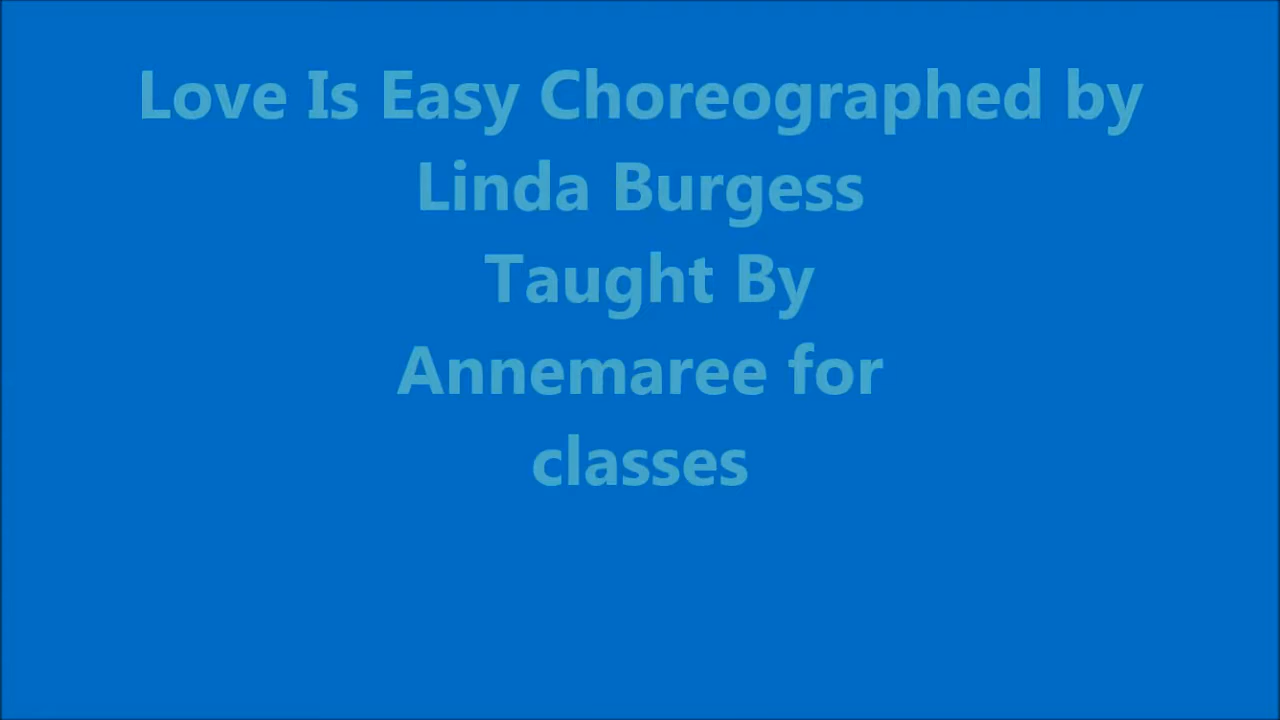 Love Is Easy Choreographed by
Linda Burgess
Taught By
Annemaree for
classes